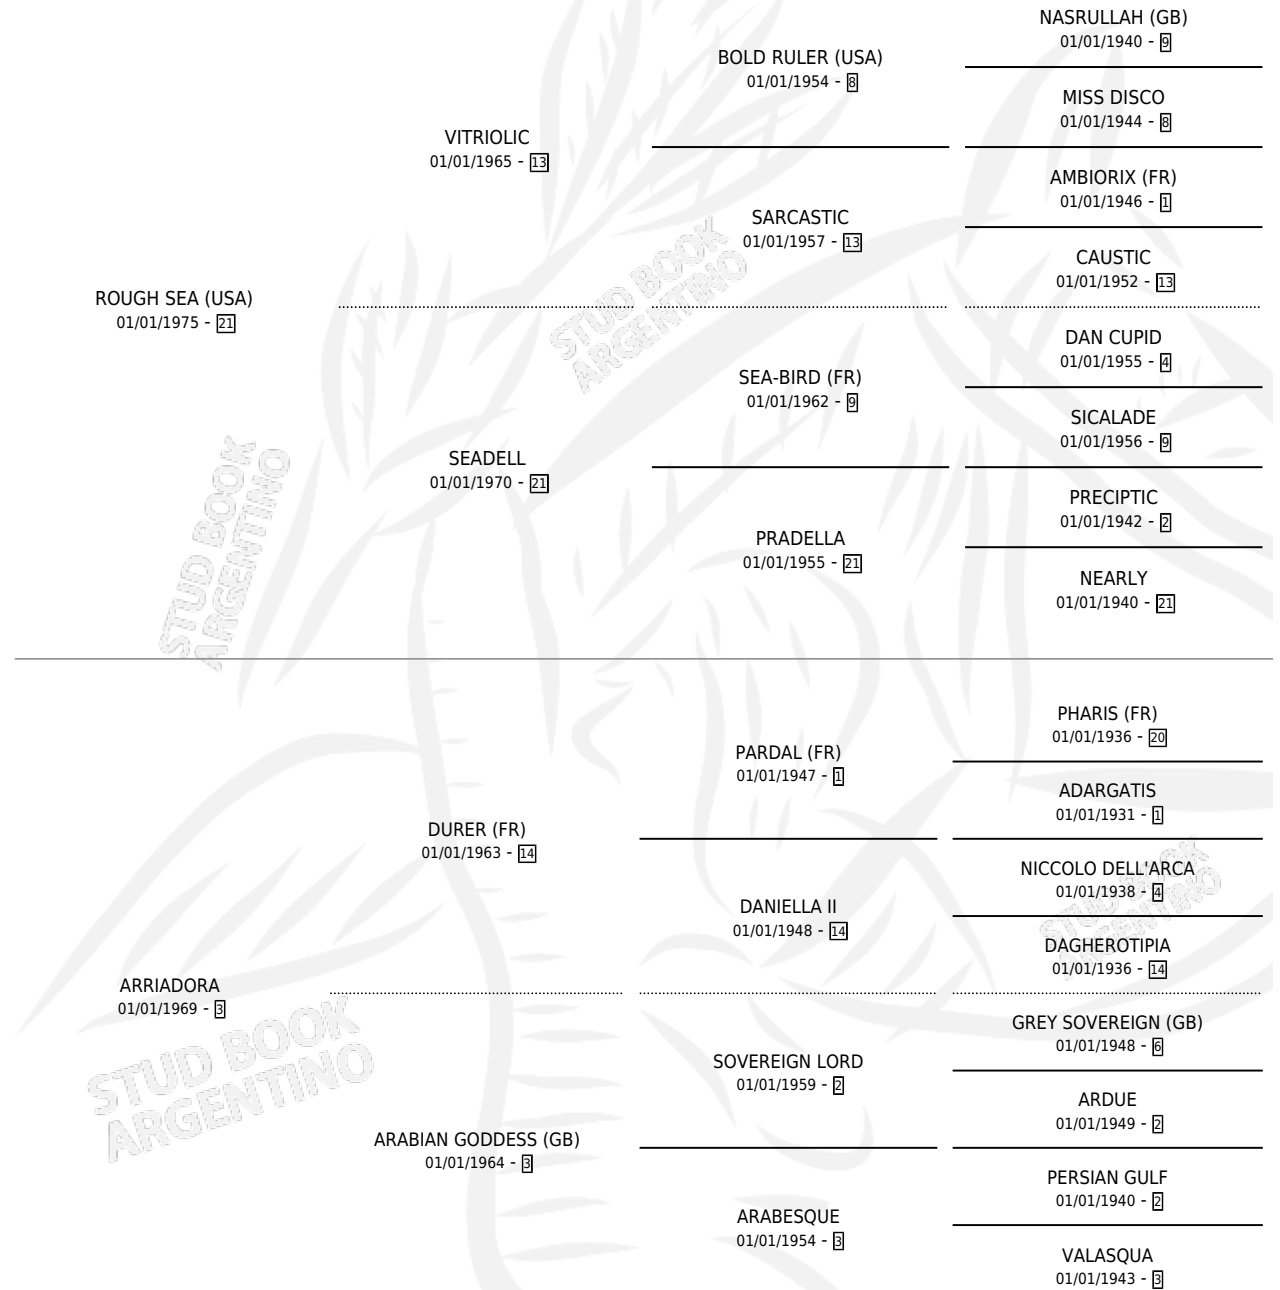 NASRULLAH (GB)
01/01/1940 - 9
BOLD RULER (USA)
01/01/1954 - 8
MISS DISCO
01/01/1944 - 8
VITRIOLIC
01/01/1965 - 13
AMBIORIX (FR)
01/01/1946 - 1
SARCASTIC
01/01/1957 - 13
CAUSTIC
01/01/1952 - 13
ROUGH SEA (USA)
01/01/1975 - 21
DAN CUPID
01/01/1955 - 4
SEA-BIRD (FR)
01/01/1962 - 9
SICALADE
01/01/1956 - 9
SEADELL
01/01/1970 - 21
PRECIPTIC
01/01/1942 - 2
PRADELLA
01/01/1955 - 21
NEARLY
01/01/1940 - 21
STUD BOOK
ARGENTINO
STUD BOOK
ARGENTINO
PHARIS (FR)
01/01/1936 - 20
PARDAL (FR)
01/01/1947 - 1
ADARGATIS
01/01/1931 - 1
DURER (FR)
01/01/1963 - 14
NICCOLO DELL'ARCA
01/01/1938 - 4
DANIELLA II
01/01/1948 - 14
DAGHEROTIPIA
01/01/1936 - 14
STUD BOOK
ARGENTINO
ARRIADORA
01/01/1969 - 3
GREY SOVEREIGN (GB)
01/01/1948 - 6
SOVEREIGN LORD
01/01/1959 - 2
ARDUE
01/01/1949 - 2
STUD BOOK
ARGENTINO
ARABIAN GODDESS (GB)
01/01/1964 - 3
PERSIAN GULF
01/01/1940 - 2
ARABESQUE
01/01/1954 - 3
VALASQUA
01/01/1943 - 3